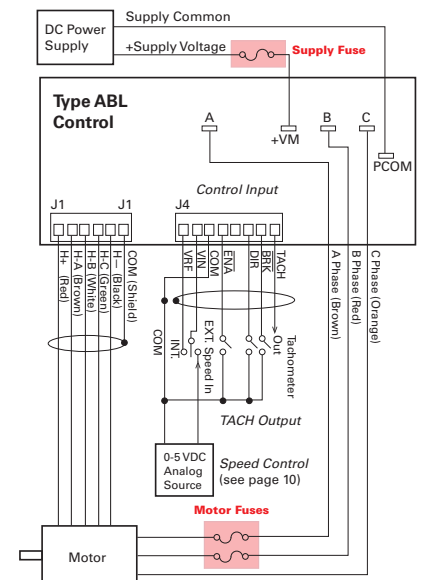 Supply Common
DC Power
Supply
+Supply Voltage
Supply Fuse
Type ABL
Control
A
B
C
+VM
PCOM
Control Input
J1
J1
J4
H+ (Red)
H-A (Brown)
H-B (White)
H-C (Green)
H– (Black)
COM (Shield)
VRF
VIN
COM
ENA
DIR
BRK
TACH
A Phase (Brown)
B Phase (Red)
C Phase (Orange)
COM
INT.
EXT. Speed In
Tachometer
Out
TACH Output
0-5 VDC
Analog
Source
Speed Control
(see page 10)
Motor Fuses
Motor